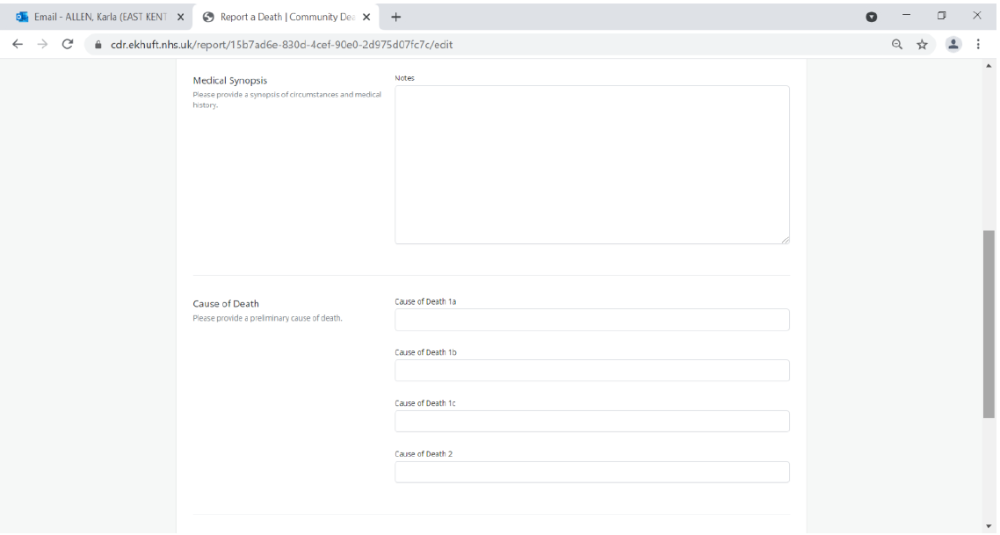 Email - ALLEN, Karla (EAST KENT
Report a Death | Community Dea
cdr.ekhuft.nhs.uk/report/15b7ad6e-830d-4cef-90e0-2d975d07fc7c/edit
Medical Synopsis
Please provide a synopsis of circumstances and medical
history.
Notes
Cause of Death
Please provide a preliminary cause of death.
Cause of Death 1a
Cause of Death 1b
Cause of Death 1c
Cause of Death 2